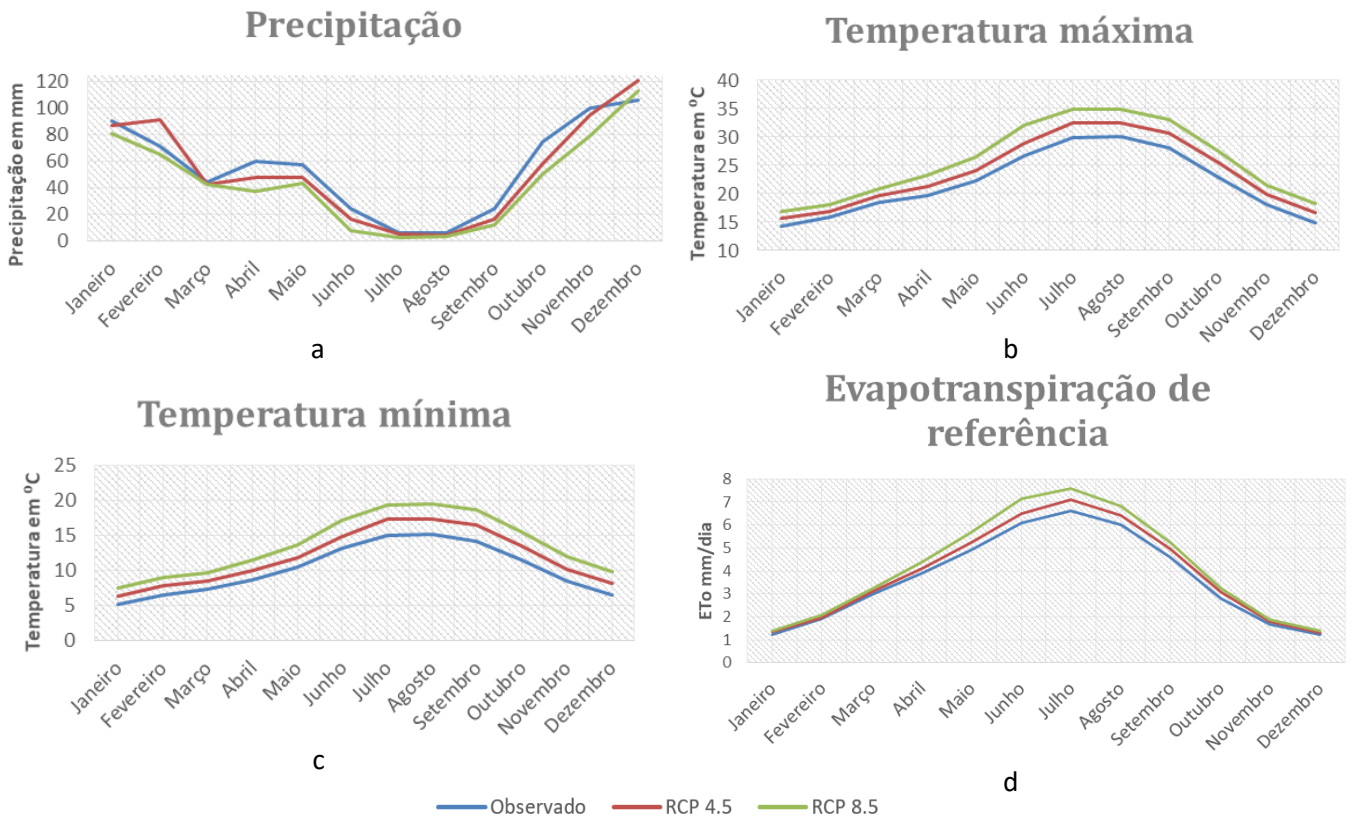 Precipitação
Precipitação em mm
120
100
80
60
40
20
0
Janeiro
Fevereiro
Março
Abril
Maio
Junho
Julho
Agosto
Setembro
Outubro
Novembro
Dezembro
a
Temperatura máxima
Temperatura em ºC
40
35
30
25
20
15
10
Janeiro
Fevereiro
Março
Abril
Maio
Junho
Julho
Agosto
Setembro
Outubro
Novembro
Dezembro
b
Temperatura mínima
Temperatura em ºC
25
20
15
10
5
0
Janeiro
Fevereiro
Março
Abril
Maio
Junho
Julho
Agosto
Setembro
Outubro
Novembro
Dezembro
c
Evapotranspiração de
referência
ETo mm/dia
8
7
6
5
4
3
2
1
0
Janeiro
Fevereiro
Março
Abril
Maio
Junho
Julho
Agosto
Setembro
Outubro
Novembro
Dezembro
d
Observado
RCP 4.5
RCP 8.5